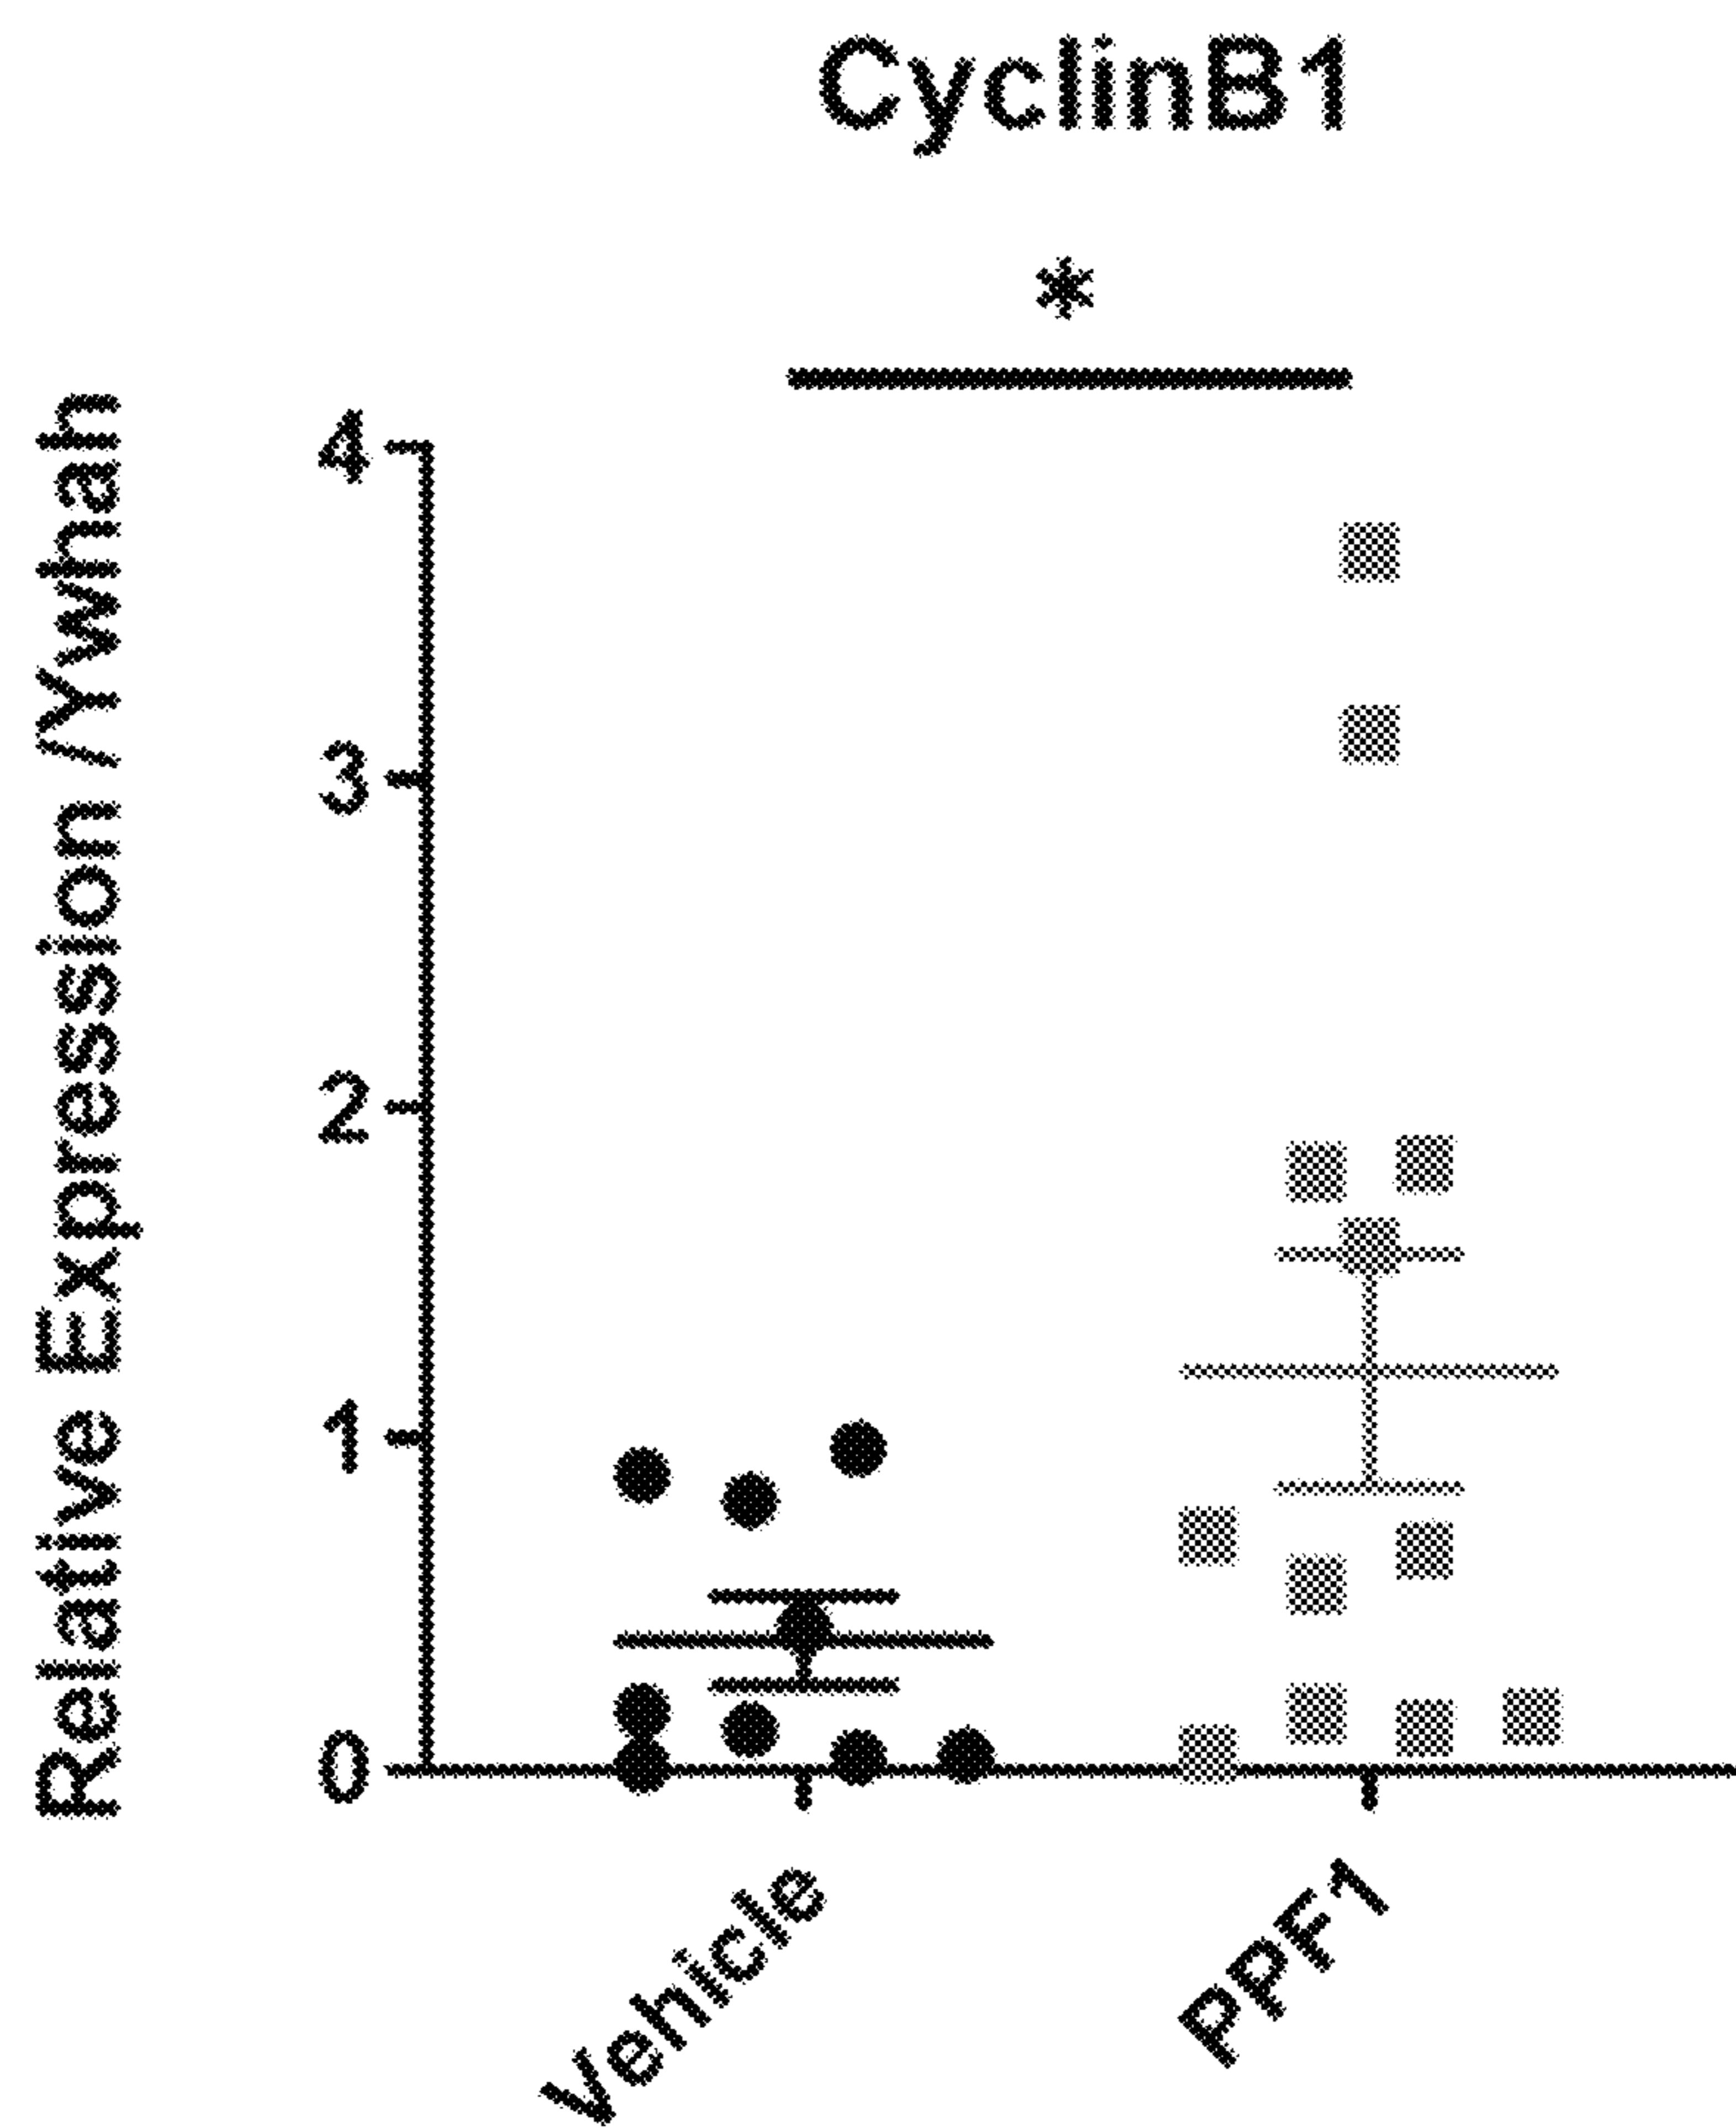 CyclinB1
*
Relative Expression /Ywhah
4
3
2
1
0
Vehicle
PPF1